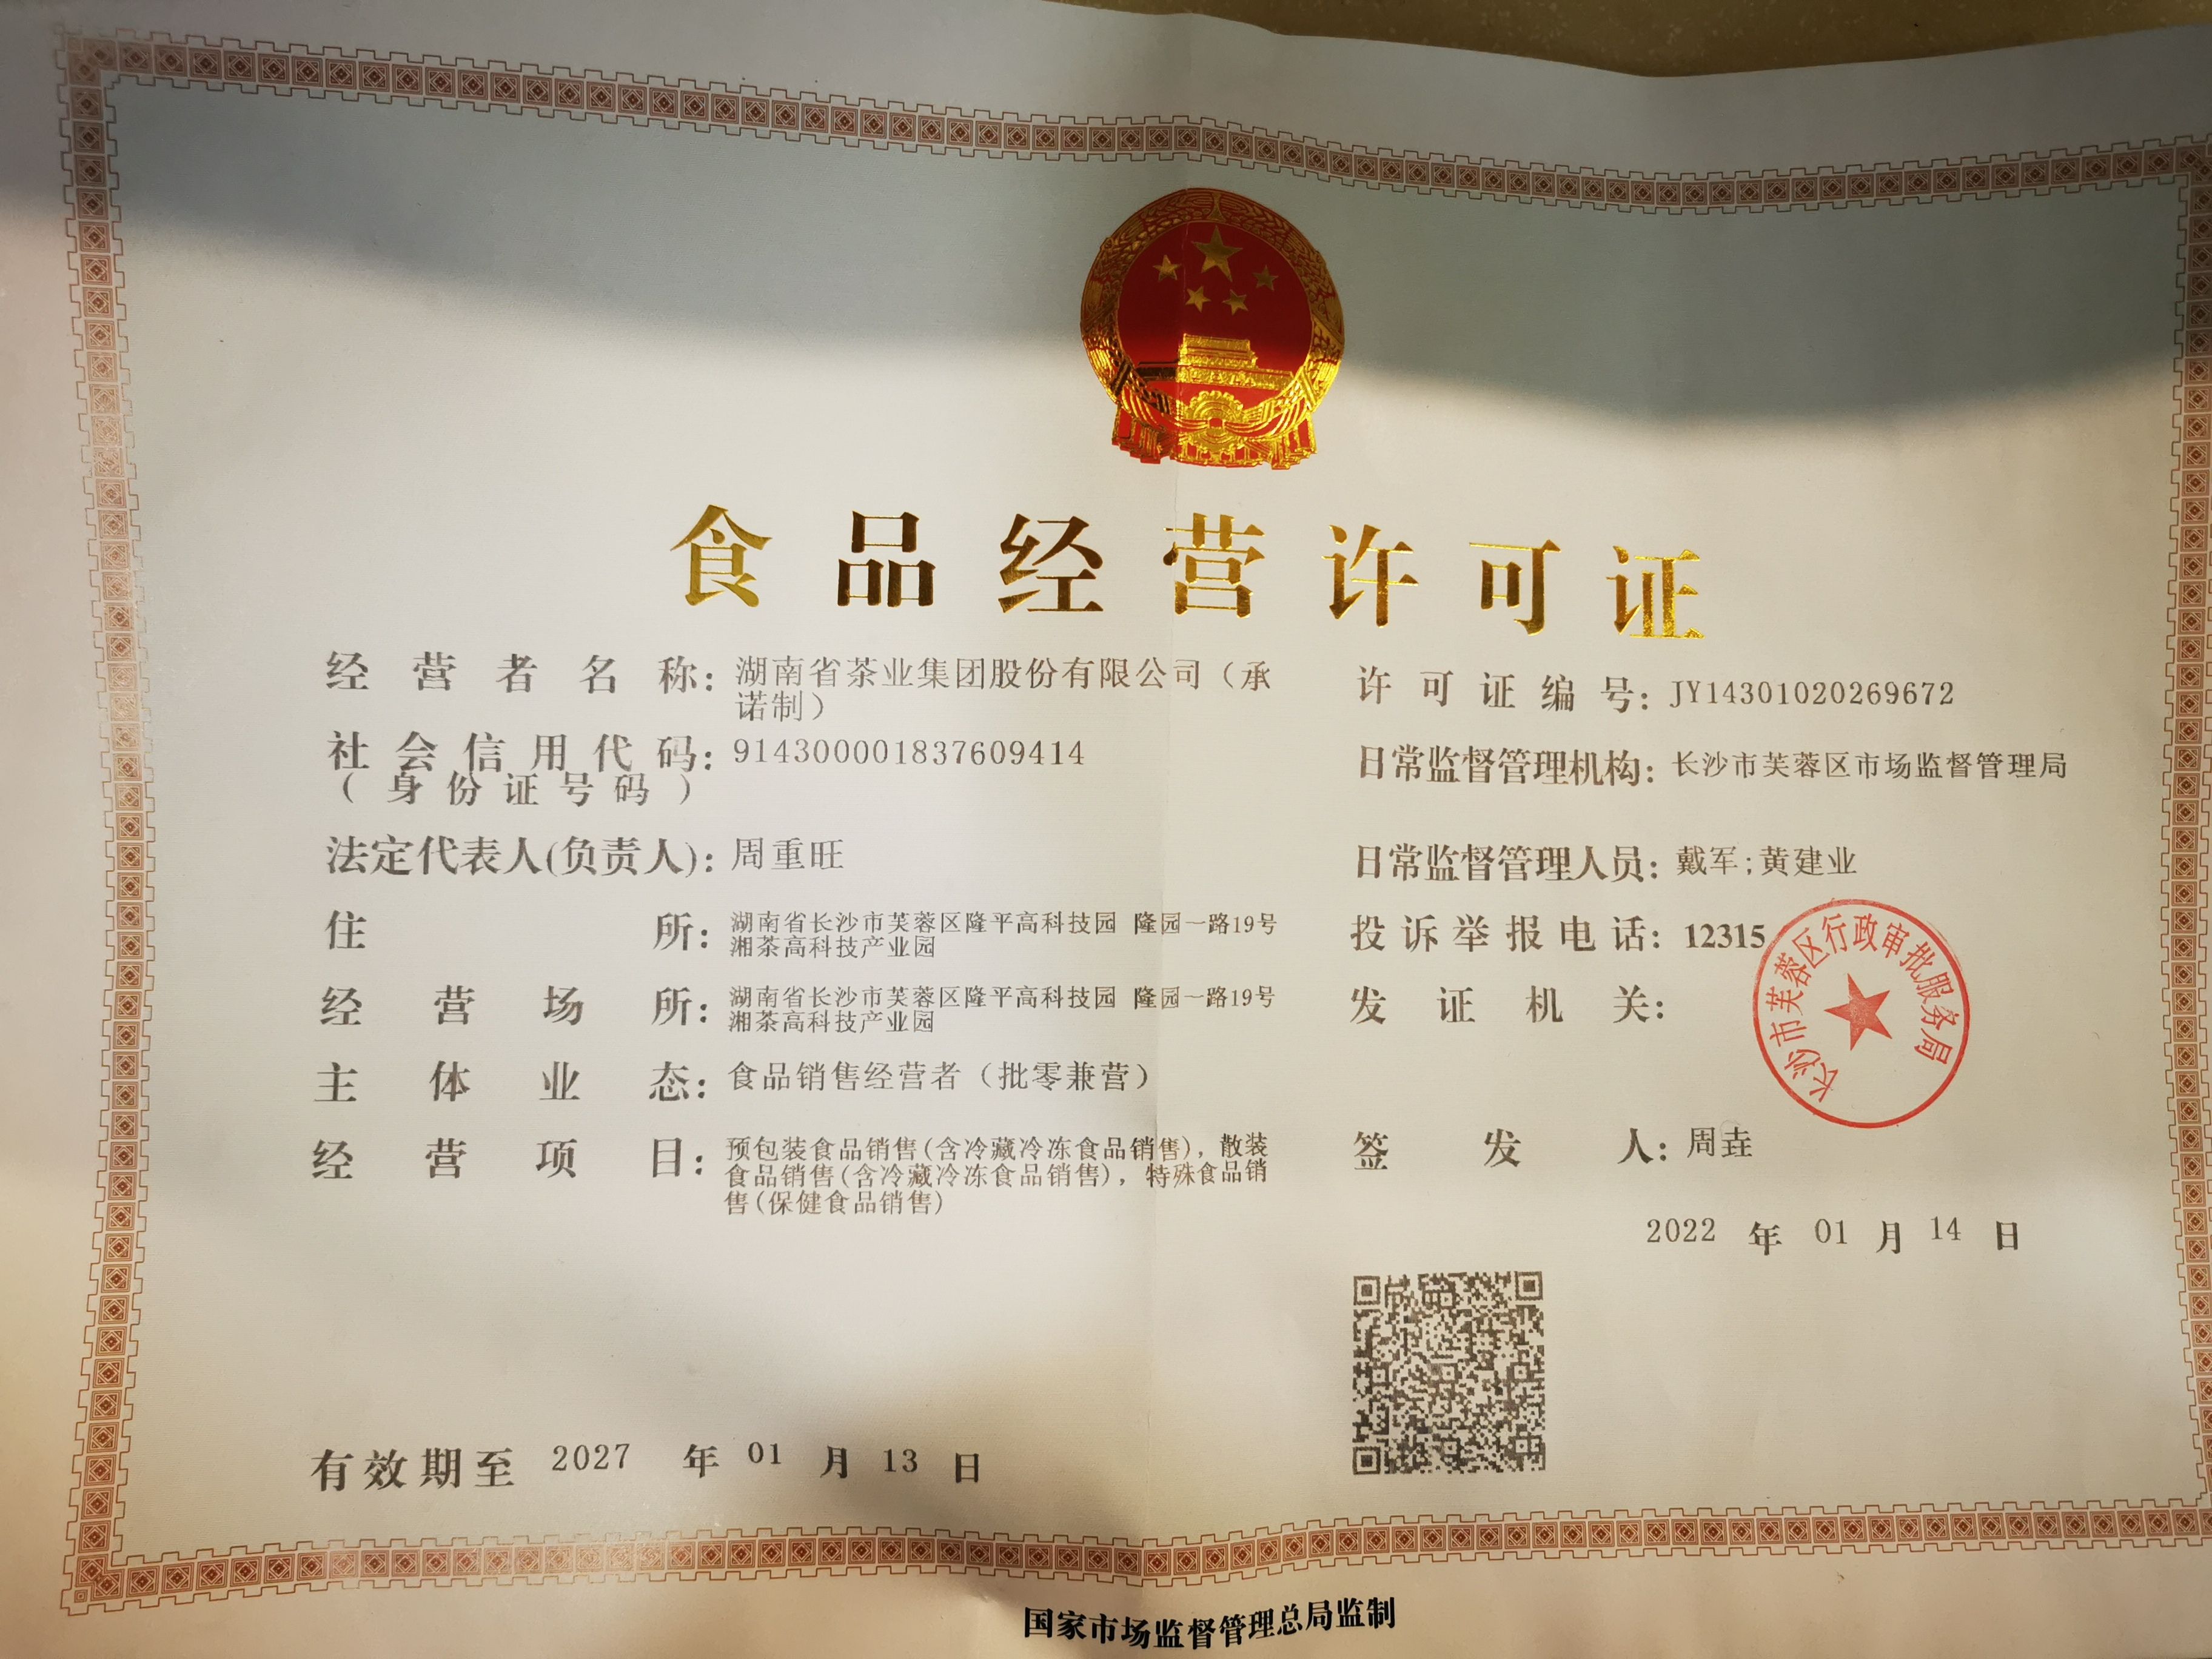 食品经营许可证
经营者名称：湖南省茶业集团股份有限公司（承
诺制）
社会信用代码：914300001837609414
（身份证号码）
法定代表人(负责人)：周重旺
住所：湖南省长沙市芙蓉区隆平高科技园 隆园一路19号
湘茶高科技产业园
经营场所：湖南省长沙市芙蓉区隆平高科技园 隆园一路19号
湘茶高科技产业园
主体业态：食品销售经营者（批零兼营）
经营项目：预包装食品销售(含冷藏冷冻食品销售)，散装
食品销售(含冷藏冷冻食品销售)，特殊食品销
售(保健食品销售)
许可证编号：JY14301020269672
日常监督管理机构：长沙市芙蓉区市场监督管理局
日常监督管理人员：戴军;黄建业
投诉举报电话：12315
发证机关：
长沙市芙蓉区行政审批服务局
签发人：周垚
2022 年 01 月 14 日
有效期至 2027 年 01 月 13 日
国家市场监督管理总局监制